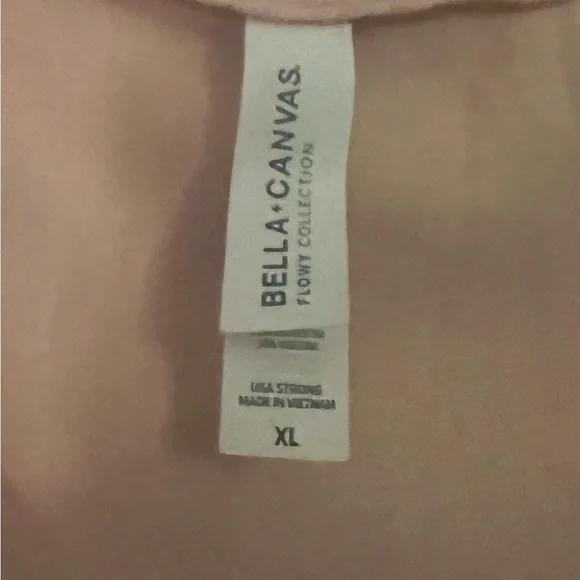 BELLA+CANVAS.
FLOWY COLLECTION
USA STRONG
MADE IN VIETNAM
XL